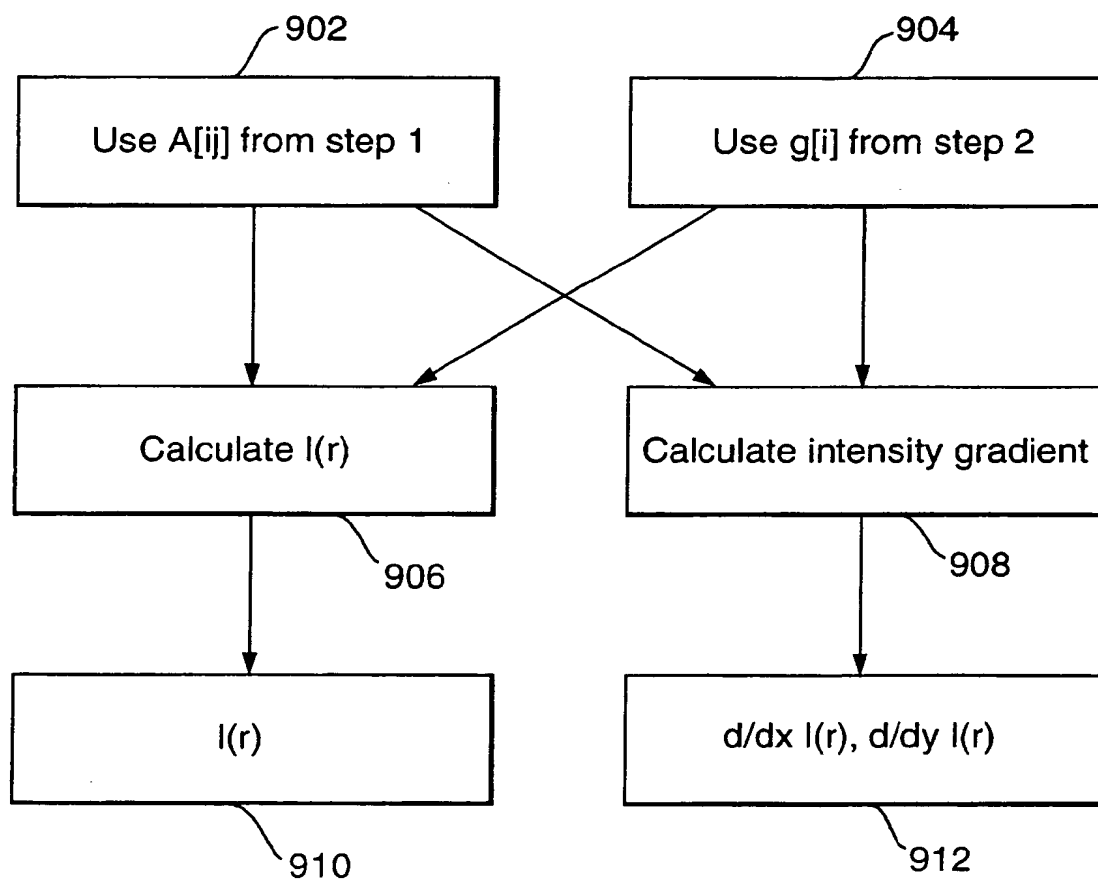 902
904
Use A[ij] from step 1
Use g[i] from step 2
Calculate I(r)
Calculate intensity gradient
906
908
I(r)
d/dx I(r), d/dy I(r)
910
912